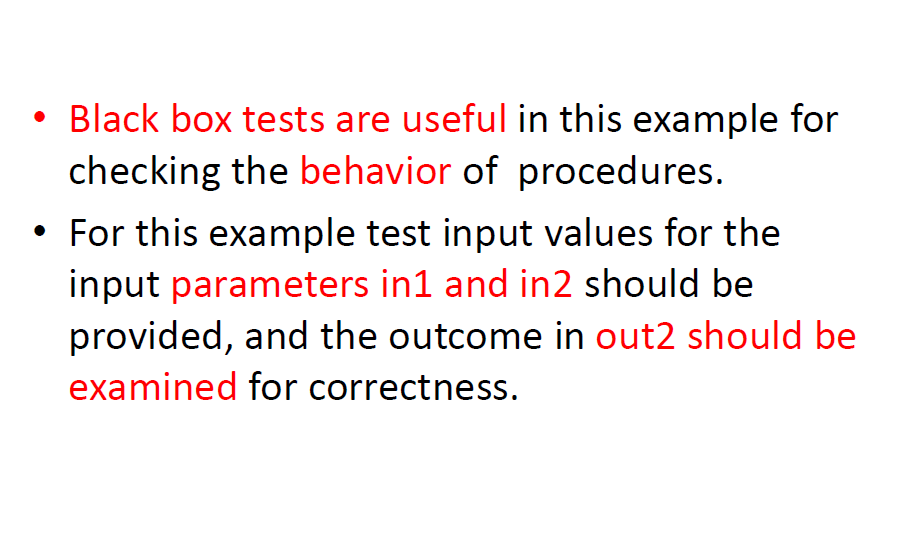 • Black box tests are useful in this example for
checking the behavior of  procedures.
• For this example test input values for the
input parameters in1 and in2 should be
provided, and the outcome in out2 should be
examined for correctness.